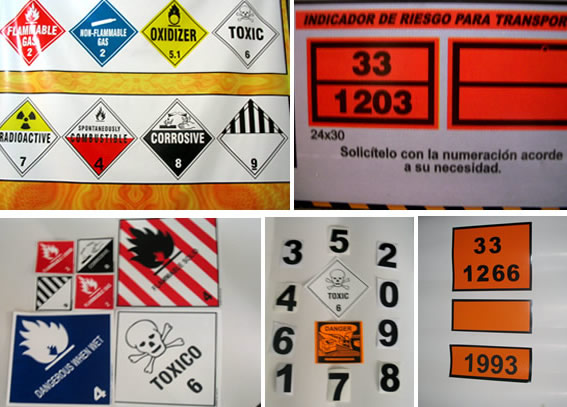 FLAMMABLE
GAS
2
NON-FLAMMABLE
GAS
2
OXIDIZER
5.1
TOXIC
6
RADIOACTIVE
7
SPONTANEOUSLY
COMBUSTIBLE
4
CORROSIVE
8
9
INDICADOR DE RIESGO PARA TRANSPOR
33
1203
24x30
Solicítelo con la numeración acorde
a su necesidad.
FLAMMABLE SOLID
4
DANGEROUS WHEN WET
4
TOXICO
6
3
5
2
4
TOXIC
6
0
6
DANGER
9
1
7
8
33
1266
1993